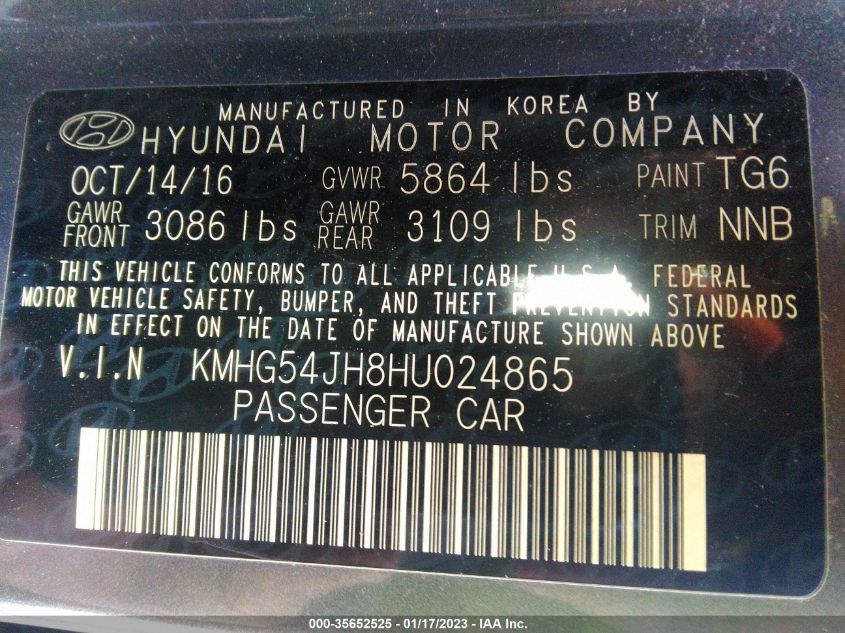 MANUFACTURED IN KOREA BY
HYUNDAI MOTOR COMPANY
OCT/14/16 GVWR 5864 lbs PAINT TG6
GAWR FRONT 3086 lbs GAWR REAR 3109 lbs TRIM NNB
THIS VEHICLE CONFORMS TO ALL APPLICABLE U.S.A. FEDERAL
MOTOR VEHICLE SAFETY, BUMPER, AND THEFT PREVENTION STANDARDS
IN EFFECT ON THE DATE OF MANUFACTURE SHOWN ABOVE
V.I.N KMHG54JH8HU024865
PASSENGER CAR
000-35652525 - 01/17/2023 - IAA Inc.